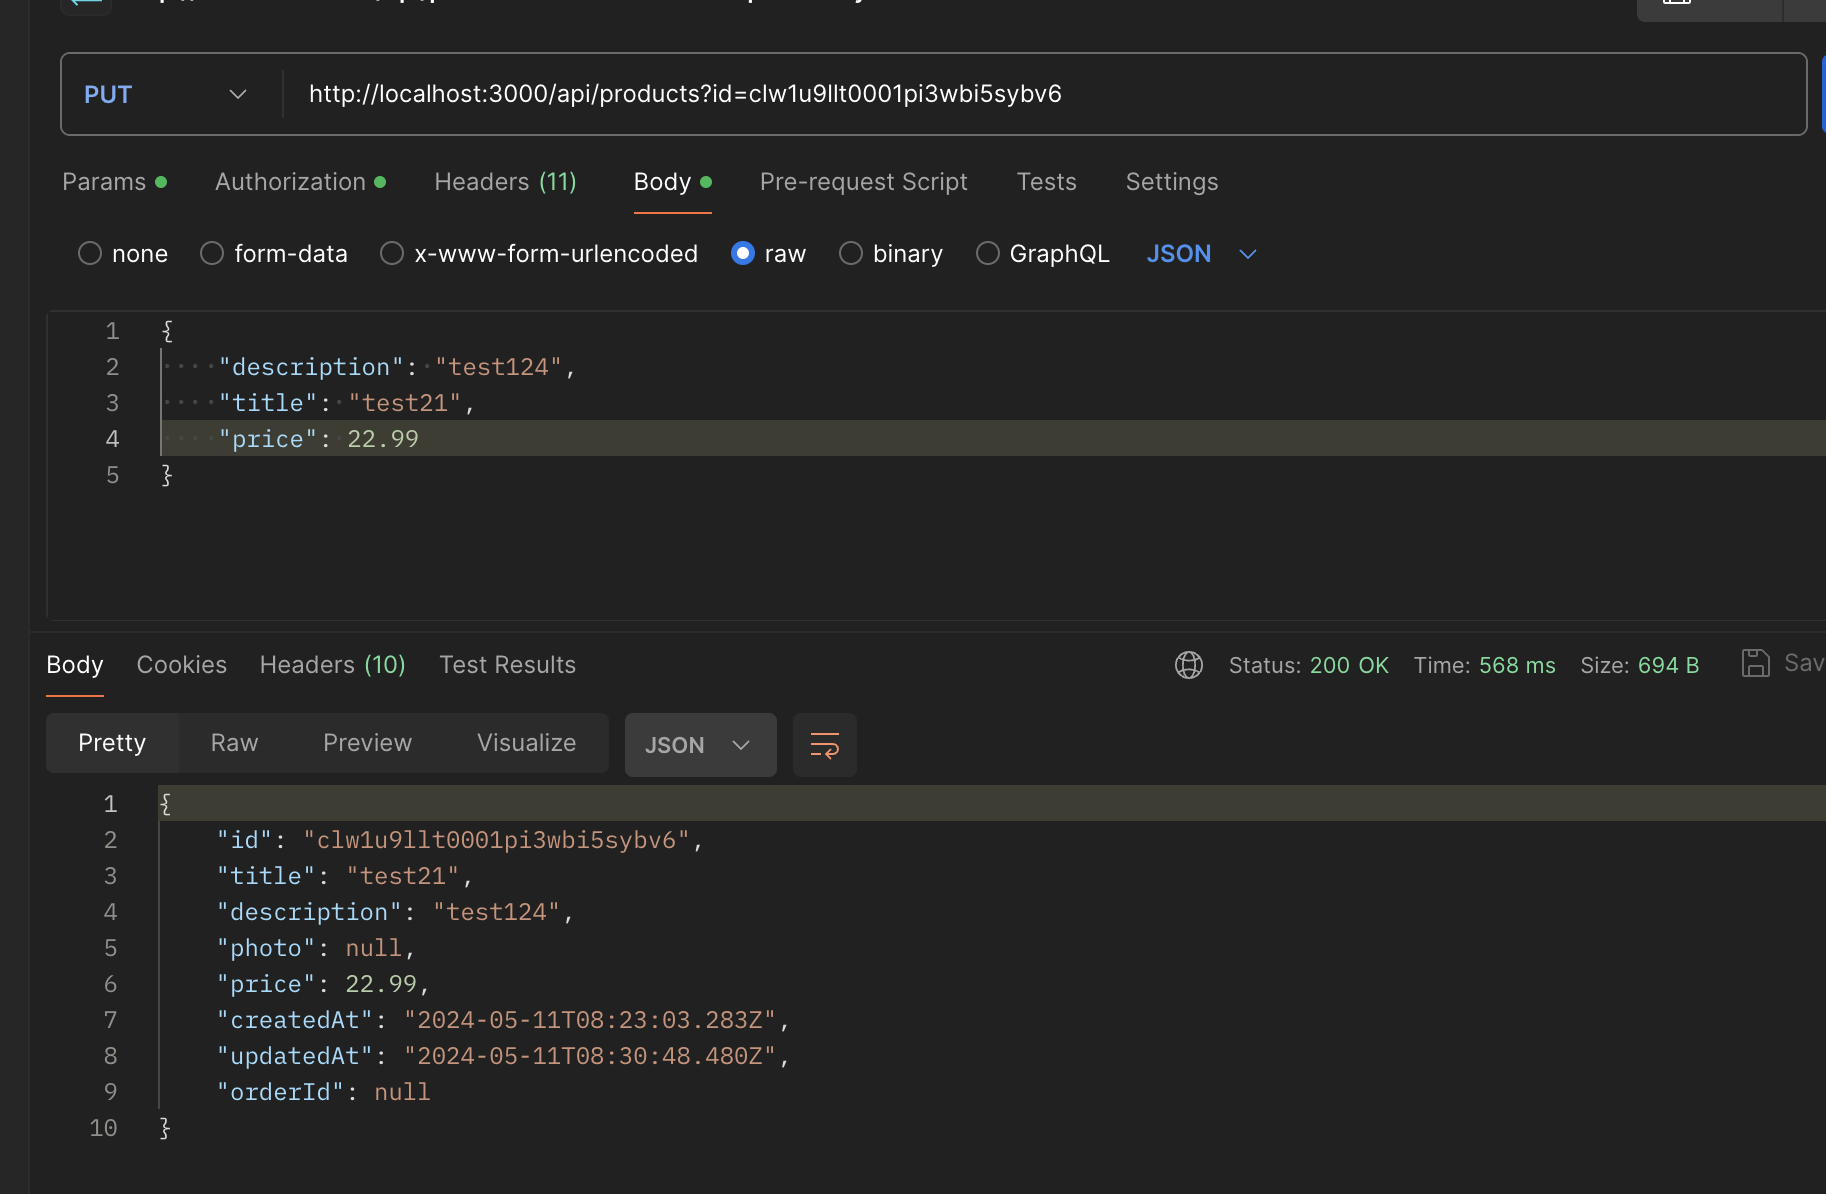 PUT http://localhost:3000/api/products?id=clw1u9llt0001pi3wbi5sybv6
Params Authorization Headers (11) Body Pre-request Script Tests Settings
none form-data x-www-form-urlencoded raw binary GraphQL JSON
1 {
2 "description": "test124",
3 "title": "test21",
4 "price": 22.99
5 }
Body Cookies Headers (10) Test Results Status: 200 OK Time: 568 ms Size: 694 B Sav
Pretty Raw Preview Visualize JSON
1 {
2 "id": "clw1u9llt0001pi3wbi5sybv6",
3 "title": "test21",
4 "description": "test124",
5 "photo": null,
6 "price": 22.99,
7 "createdAt": "2024-05-11T08:23:03.283Z",
8 "updatedAt": "2024-05-11T08:30:48.480Z",
9 "orderId": null
10 }